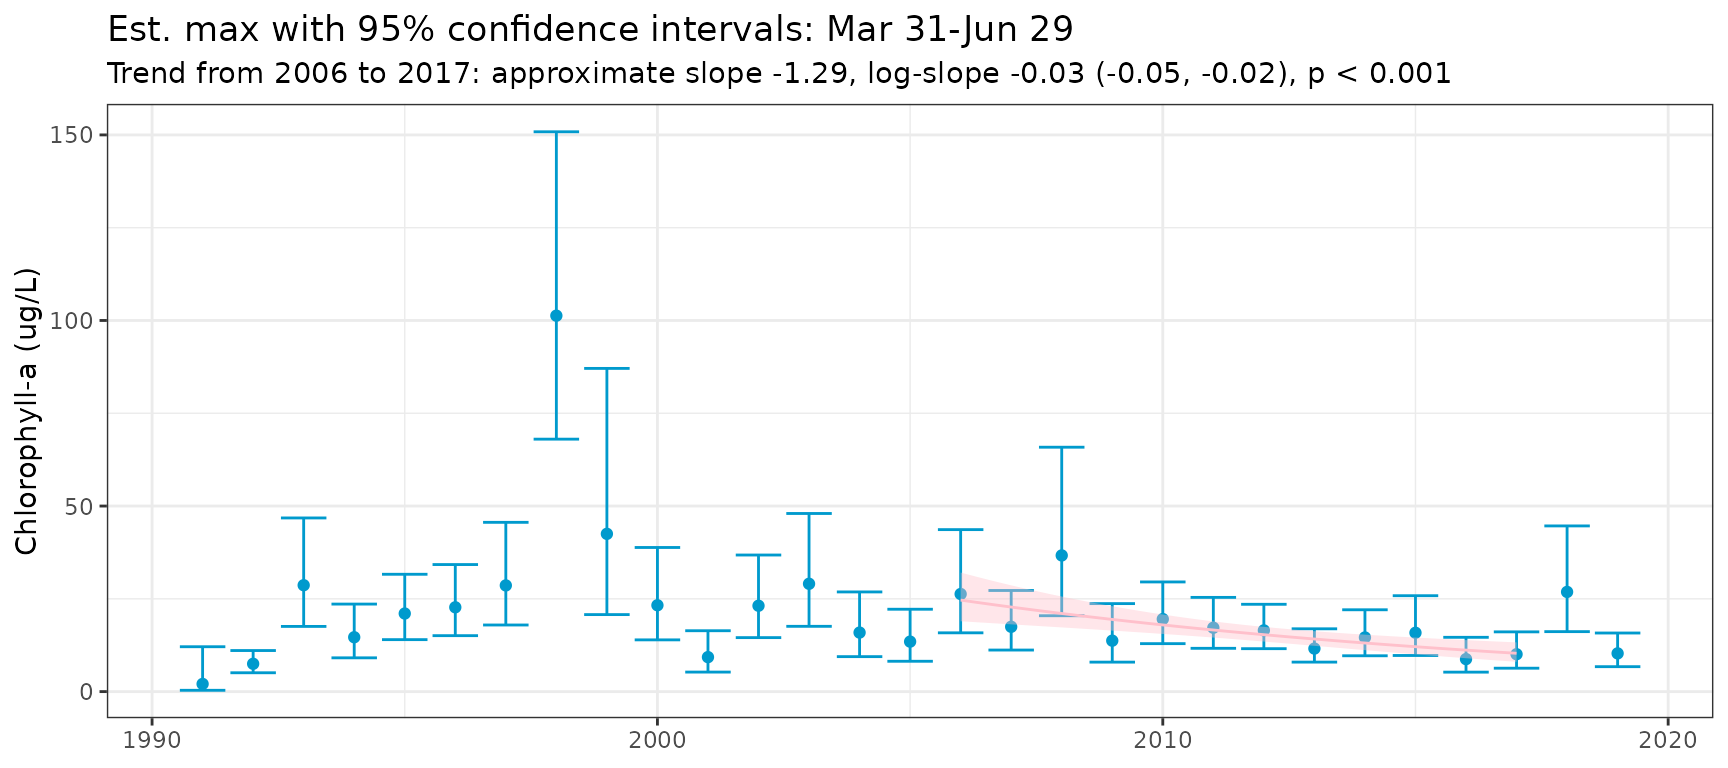 Est. max with 95% confidence intervals: Mar 31-Jun 29
Trend from 2006 to 2017: approximate slope -1.29, log-slope -0.03 (-0.05, -0.02), p < 0.001
Chlorophyll-a (ug/L)
150
100
50
0
1990
2000
2010
2020